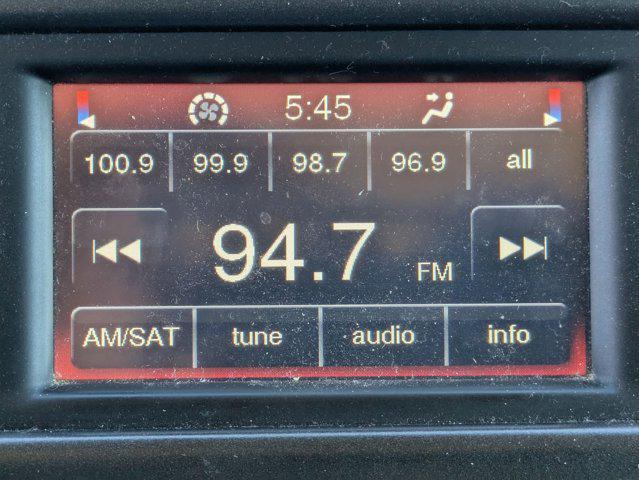 5:45
100.9 99.9 98.7 96.9 all
94.7 FM
AM/SAT tune audio info